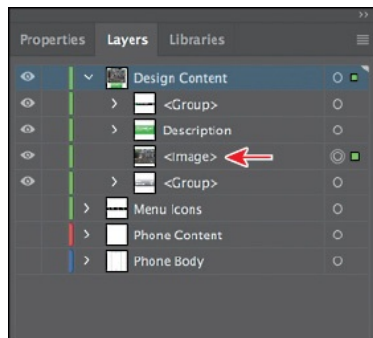 Properties Layers Libraries
Design Content
<Group>
Description
<Image>
<Group>
Menu Icons
Phone Content
Phone Body